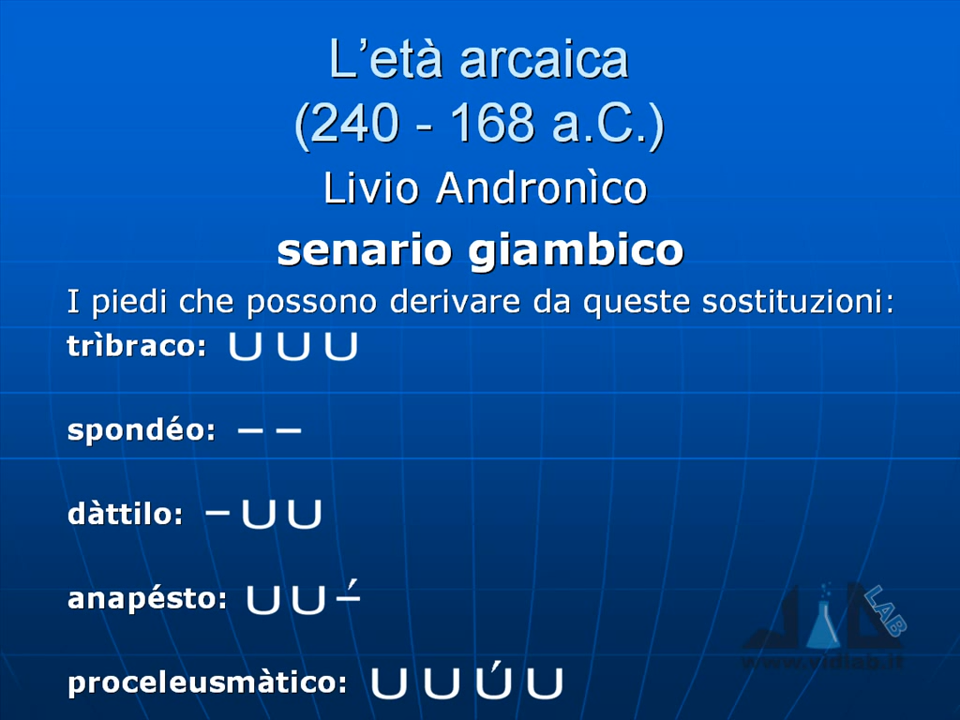 L'età arcaica
(240 - 168 a.C.)
Livio Andronìco
senario giambico
I piedi che possono derivare da queste sostituzioni:
trìbraco: ∪ ∪ ∪
spondéo: – –
dàttilo: – ∪ ∪
anapésto: ∪ ∪ –́
proceleusmàtico: ∪ ∪ ∪́ ∪
LAB
www.vidlab.it